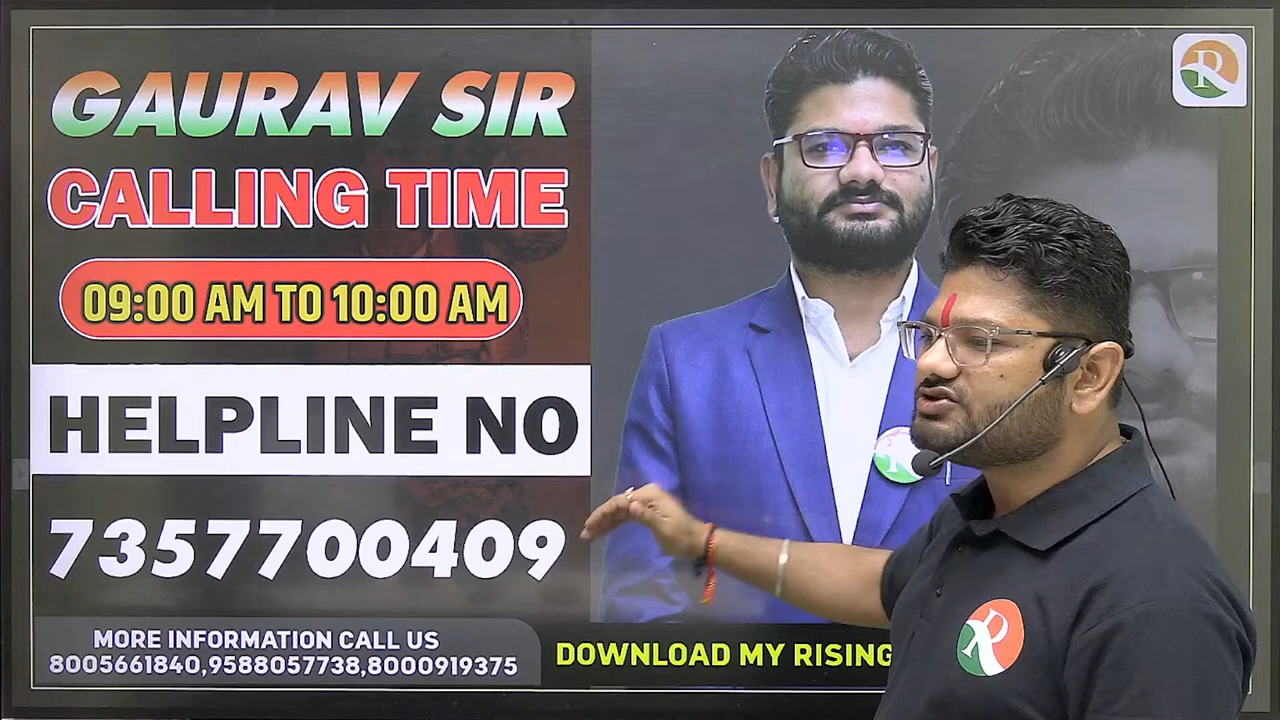 GAURAV SIR
CALLING TIME
09:00 AM TO 10:00 AM
HELPLINE NO
7357700409
MORE INFORMATION CALL US
8005661840,9588057738,8000919375
DOWNLOAD MY RISING
R
R